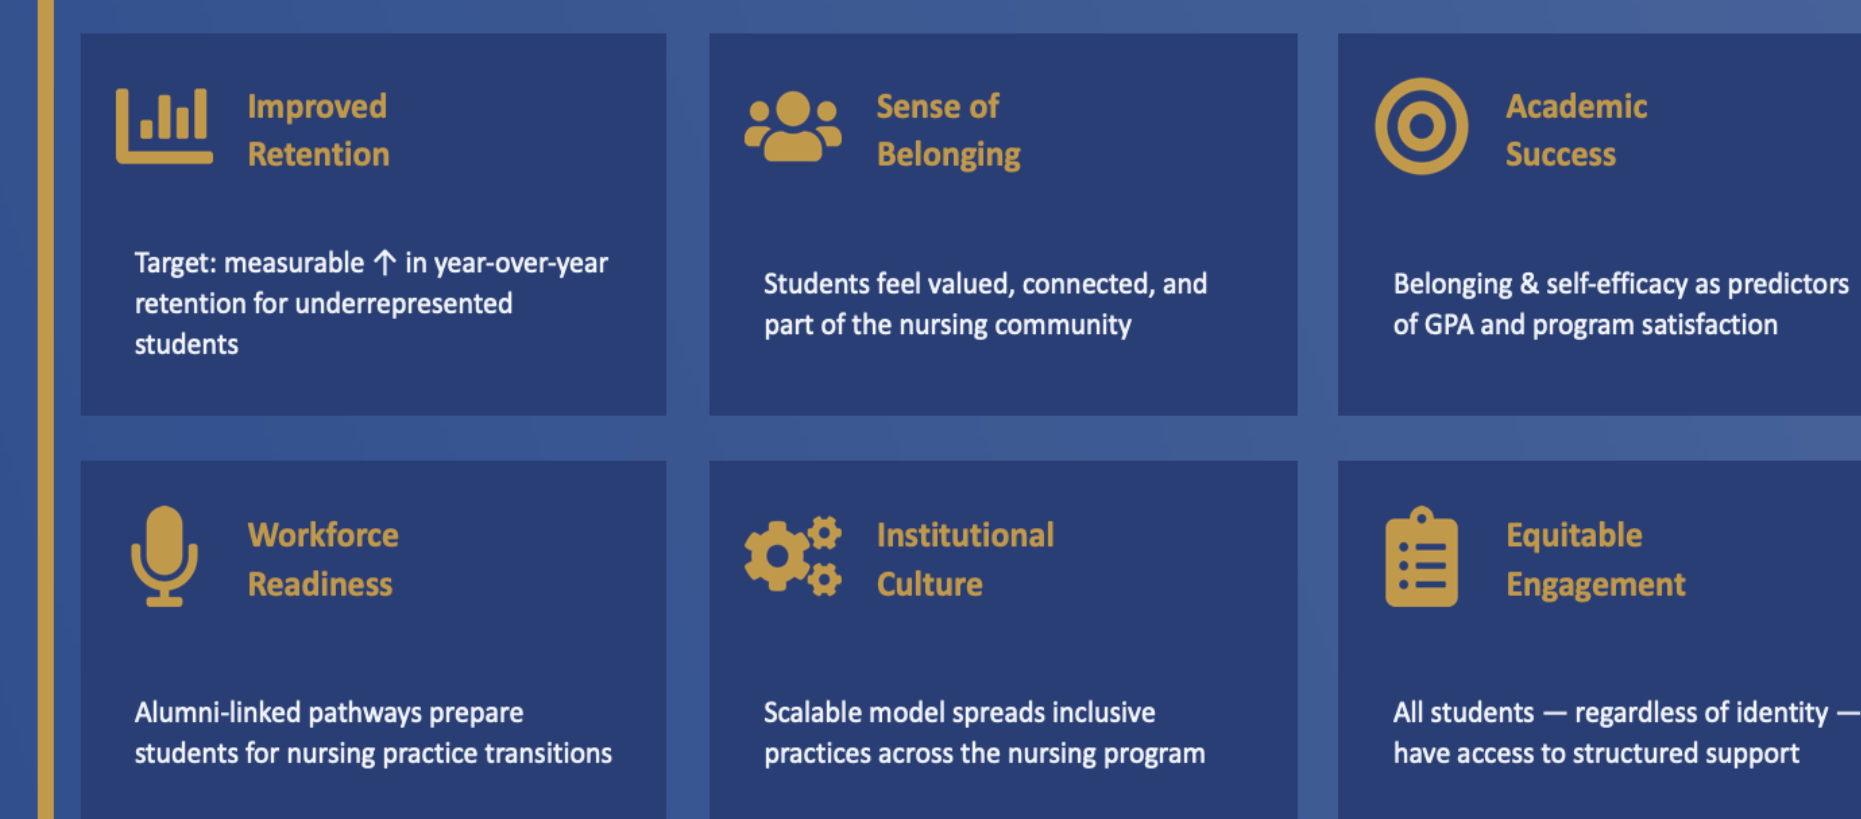 Improved
Retention
Target: measurable ↑ in year-over-year
retention for underrepresented
students
Sense of
Belonging
Students feel valued, connected, and
part of the nursing community
Academic
Success
Belonging & self-efficacy as predictors
of GPA and program satisfaction
Workforce
Readiness
Alumni-linked pathways prepare
students for nursing practice transitions
Institutional
Culture
Scalable model spreads inclusive
practices across the nursing program
Equitable
Engagement
All students — regardless of identity —
have access to structured support